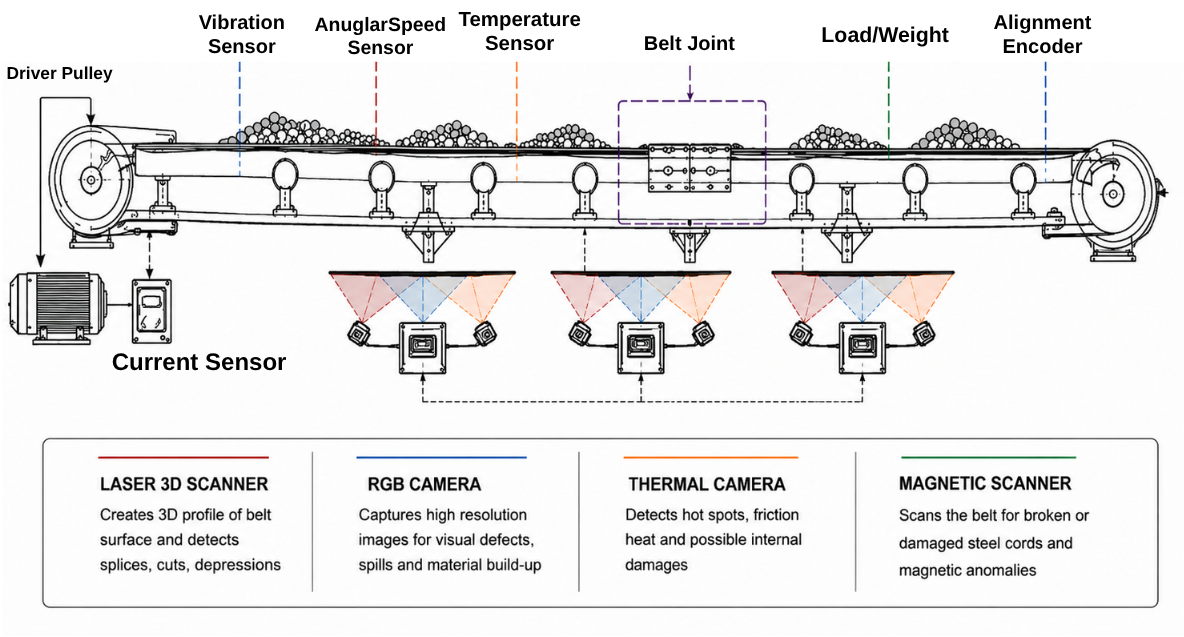 Vibration
Sensor
AnuglarSpeed
Sensor
Temperature
Sensor
Belt Joint
Load/Weight
Alignment
Encoder
Driver Pulley
Current Sensor
LASER 3D SCANNER
Creates 3D profile of belt
surface and detects
splices, cuts, depressions
RGB CAMERA
Captures high resolution
images for visual defects,
spills and material build-up
THERMAL CAMERA
Detects hot spots, friction
heat and possible internal
damages
MAGNETIC SCANNER
Scans the belt for broken or
damaged steel cords and
magnetic anomalies